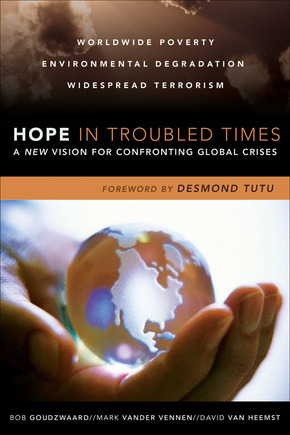 WORLDWIDE POVERTY
ENVIRONMENTAL DEGRADATION
WIDESPREAD TERRORISM
HOPE IN TROUBLED TIMES
A NEW VISION FOR CONFRONTING GLOBAL CRISES
FOREWORD BY DESMOND TUTU
BOB GOUDZWAARD//MARK VANDER VENNEN//DAVID VAN HEEMST